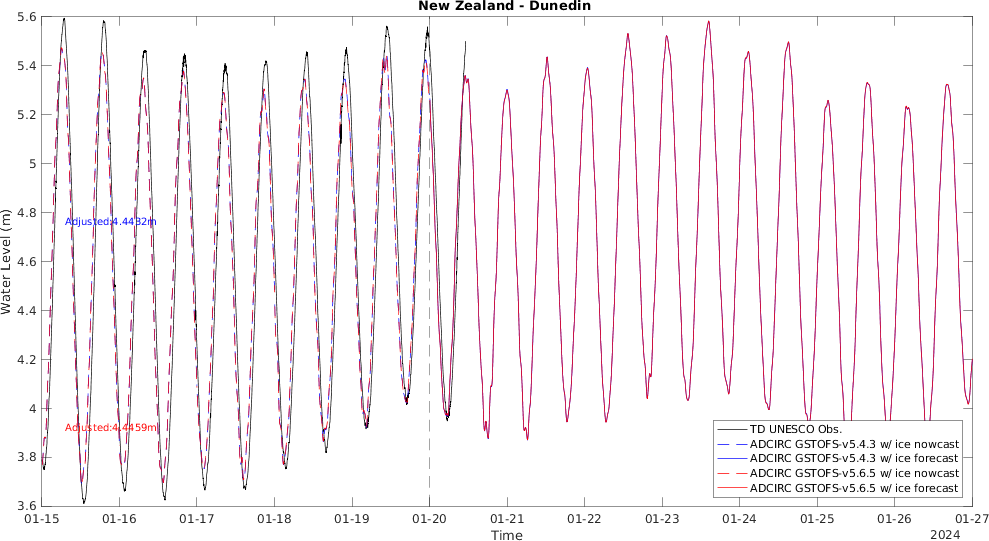 New Zealand - Dunedin
5.6
5.4
5.2
5
4.8
4.6
4.4
4.2
4
3.8
3.6
Water Level (m)
Adjusted:4.4432m
Adjusted:4.4459m
TD UNESCO Obs.
ADCIRC GSTOFS-v5.4.3 w/ ice nowcast
ADCIRC GSTOFS-v5.4.3 w/ ice forecast
ADCIRC GSTOFS-v5.6.5 w/ ice nowcast
ADCIRC GSTOFS-v5.6.5 w/ ice forecast
01-15 01-16 01-17 01-18 01-19 01-20 01-21 01-22 01-23 01-24 01-25 01-26 01-27
Time
2024